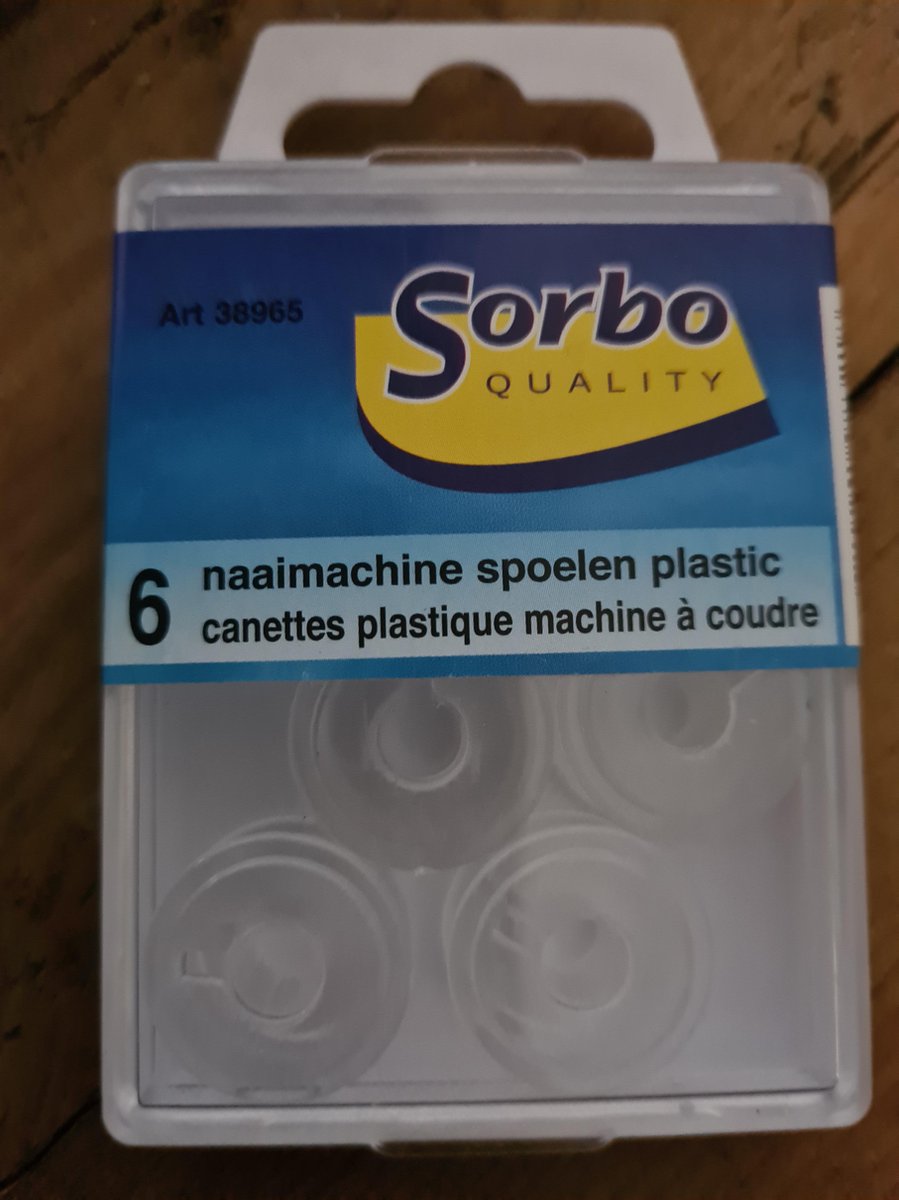 Art 38965
Sorbo
QUALITY
6
naaimachine spoelen plastic
canettes plastique machine à coudre